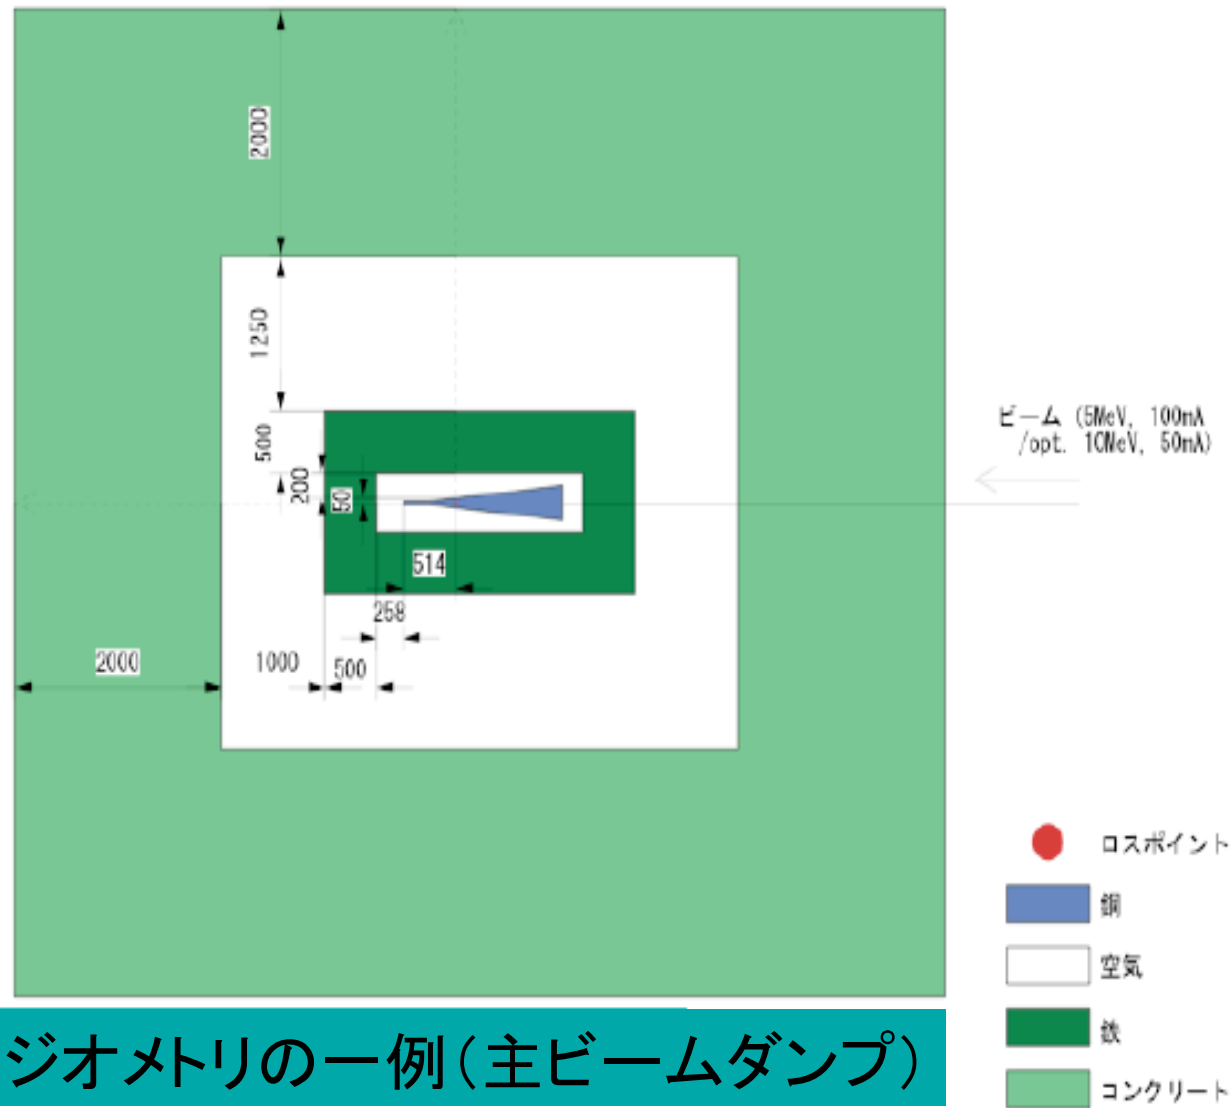 2000
1250
500
200
50
514
258
1000
500
2000
ビーム (5MeV, 100mA
/opt. 10MeV, 50mA)
ロスポイント
銅
空気
鉄
コンクリート
ジオメトリの一例(主ビームダンプ)